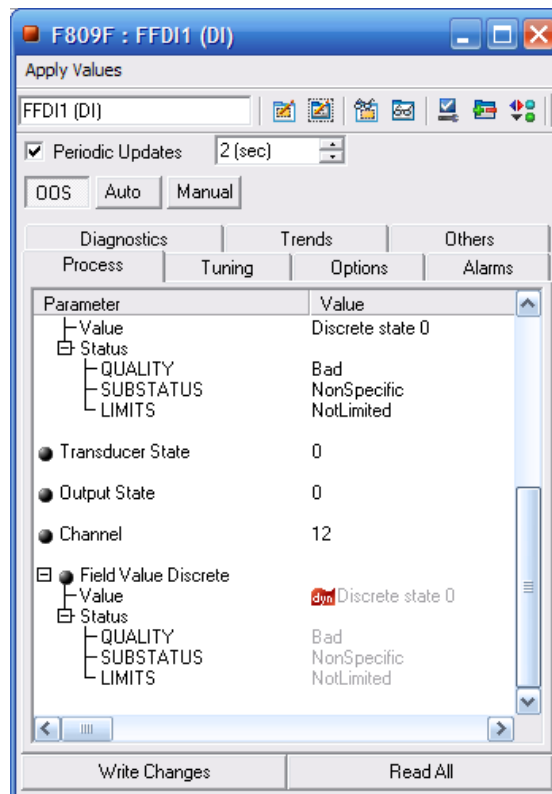 F809F : FFDI1 (DI)
Apply Values
FFDI1 (DI)
Periodic Updates 2 (sec)
OOS Auto Manual
Diagnostics Trends Others
Process Tuning Options Alarms
Parameter Value
Value Discrete state 0
Status
QUALITY Bad
SUBSTATUS NonSpecific
LIMITS NotLimited
Transducer State 0
Output State 0
Channel 12
Field Value Discrete
Value dyn Discrete state 0
Status
QUALITY Bad
SUBSTATUS NonSpecific
LIMITS NotLimited
Write Changes Read All